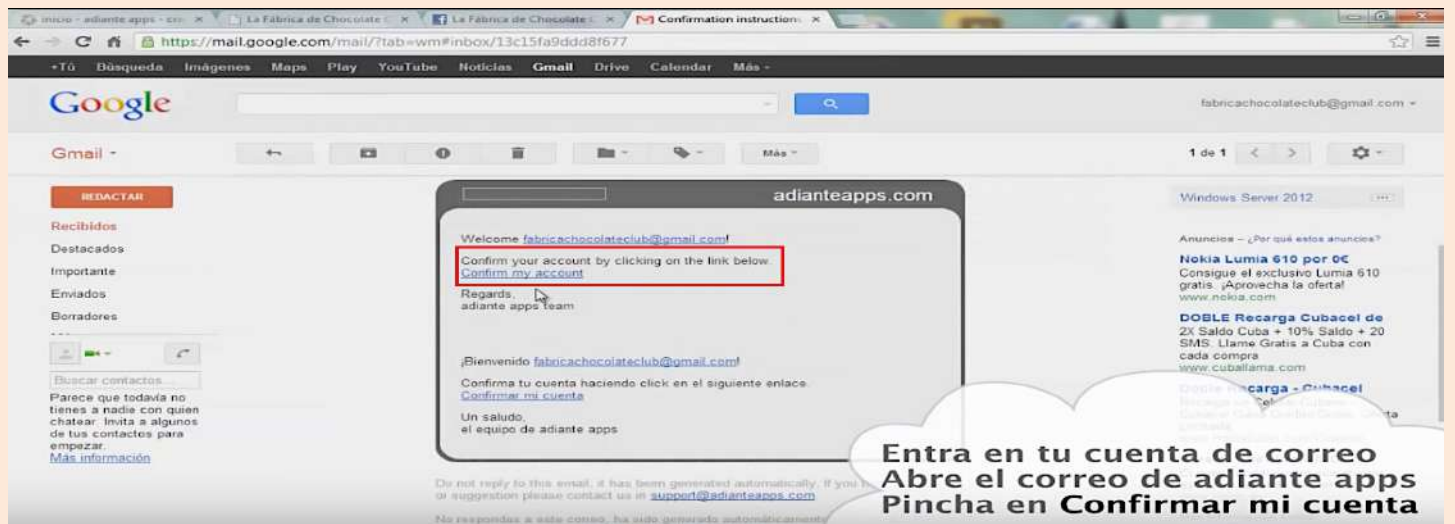 inicio - adiante apps - cre
La Fábrica de Chocolate C
La Fábrica de Chocolate C
Confirmation instructions
https://mail.google.com/mail/?tab=wm#inbox/13c15fa9ddd8f677
+Tú Búsqueda Imágenes Maps Play YouTube Noticias Gmail Drive Calendar Más
Google
fabricachocolateclub@gmail.com
Gmail
Más
1 de 1
REDACTAR
Recibidos
Destacados
Importante
Enviados
Borradores
Buscar contactos...
Parece que todavía no
tienes a nadie con quien
chatear. Invita a algunos
de tus contactos para
empezar.
Más información
adianteapps.com
Welcome fabricachocolateclub@gmail.com!
Confirm your account by clicking on the link below.
Confirm my account
Regards,
adiante apps team
¡Bienvenido fabricachocolateclub@gmail.com!
Confirma tu cuenta haciendo click en el siguiente enlace.
Confirmar mi cuenta
Un saludo,
el equipo de adiante apps
Do not reply to this email, it has been generated automatically. If you
or suggestion please contact us in support@adianteapps.com
No respondas a este correo, ha sido generado automáticamente
Windows Server 2012
Anuncios – ¿Por qué estos anuncios?
Nokia Lumia 610 por 0€
Consigue el exclusivo Lumia 610
gratis. ¡Aprovecha la oferta!
www.nokia.com
DOBLE Recarga Cubacel de
2X Saldo Cuba + 10% Saldo + 20
SMS. Llame Gratis a Cuba con
cada compra
www.cuballama.com
Doble Recarga - Cubacel
Entra en tu cuenta de correo
Abre el correo de adiante apps
Pincha en Confirmar mi cuenta